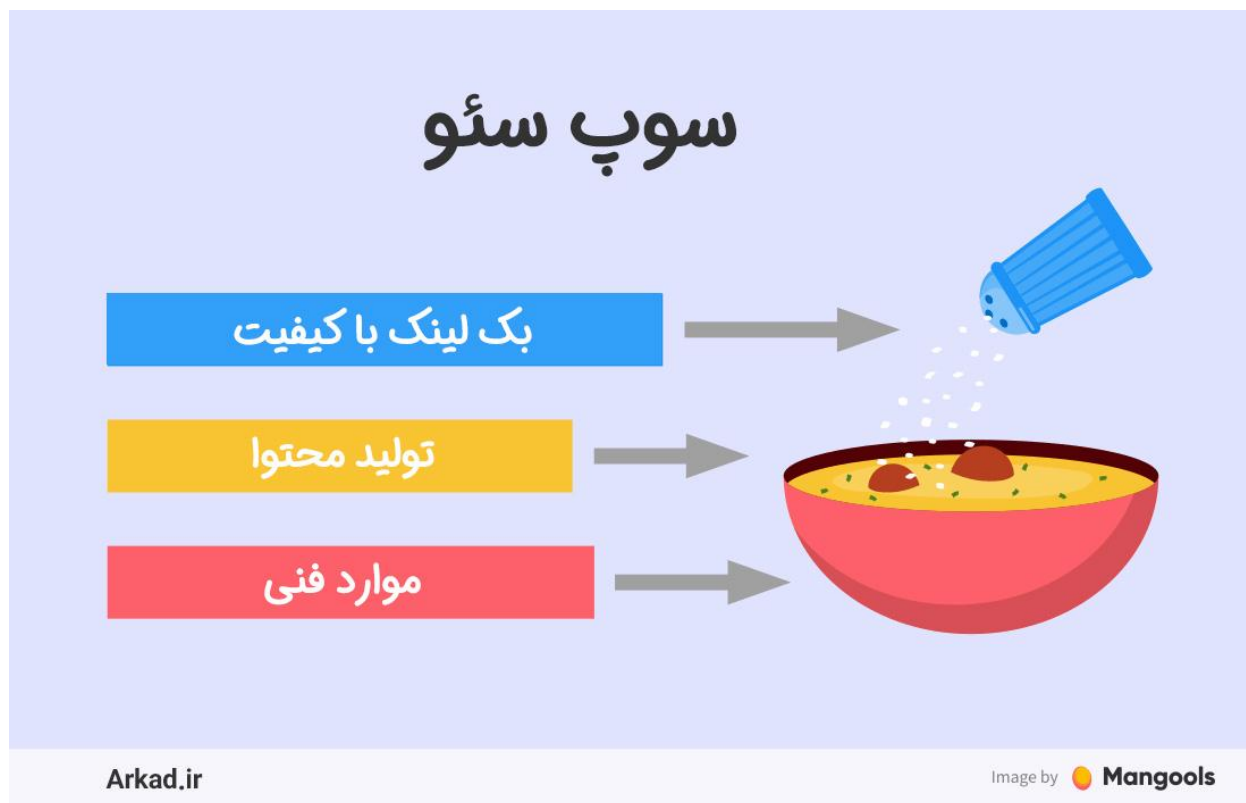 سوپ سئو
بک لینک با کیفیت
تولید محتوا
موارد فنی
Arkad.ir
Image by Mangools